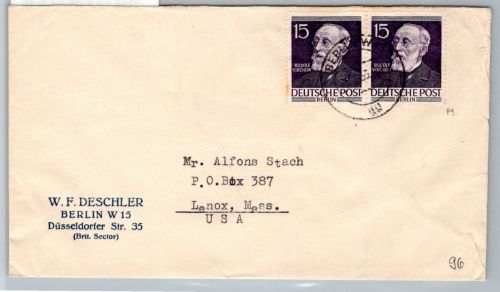 15 15
RUDOLF RUDOLF
VIRCHOW VIRCHOW
DEUTSCHE POST DEUTSCHE POST
BERLIN BERLIN
BERLIN W
Mr. Alfons Stach
P.O.Box 387
Lenox, Mass.
U S A
W. F. DESCHLER
BERLIN W 15
Düsseldorfer Str. 35
(Brit. Sector)
96